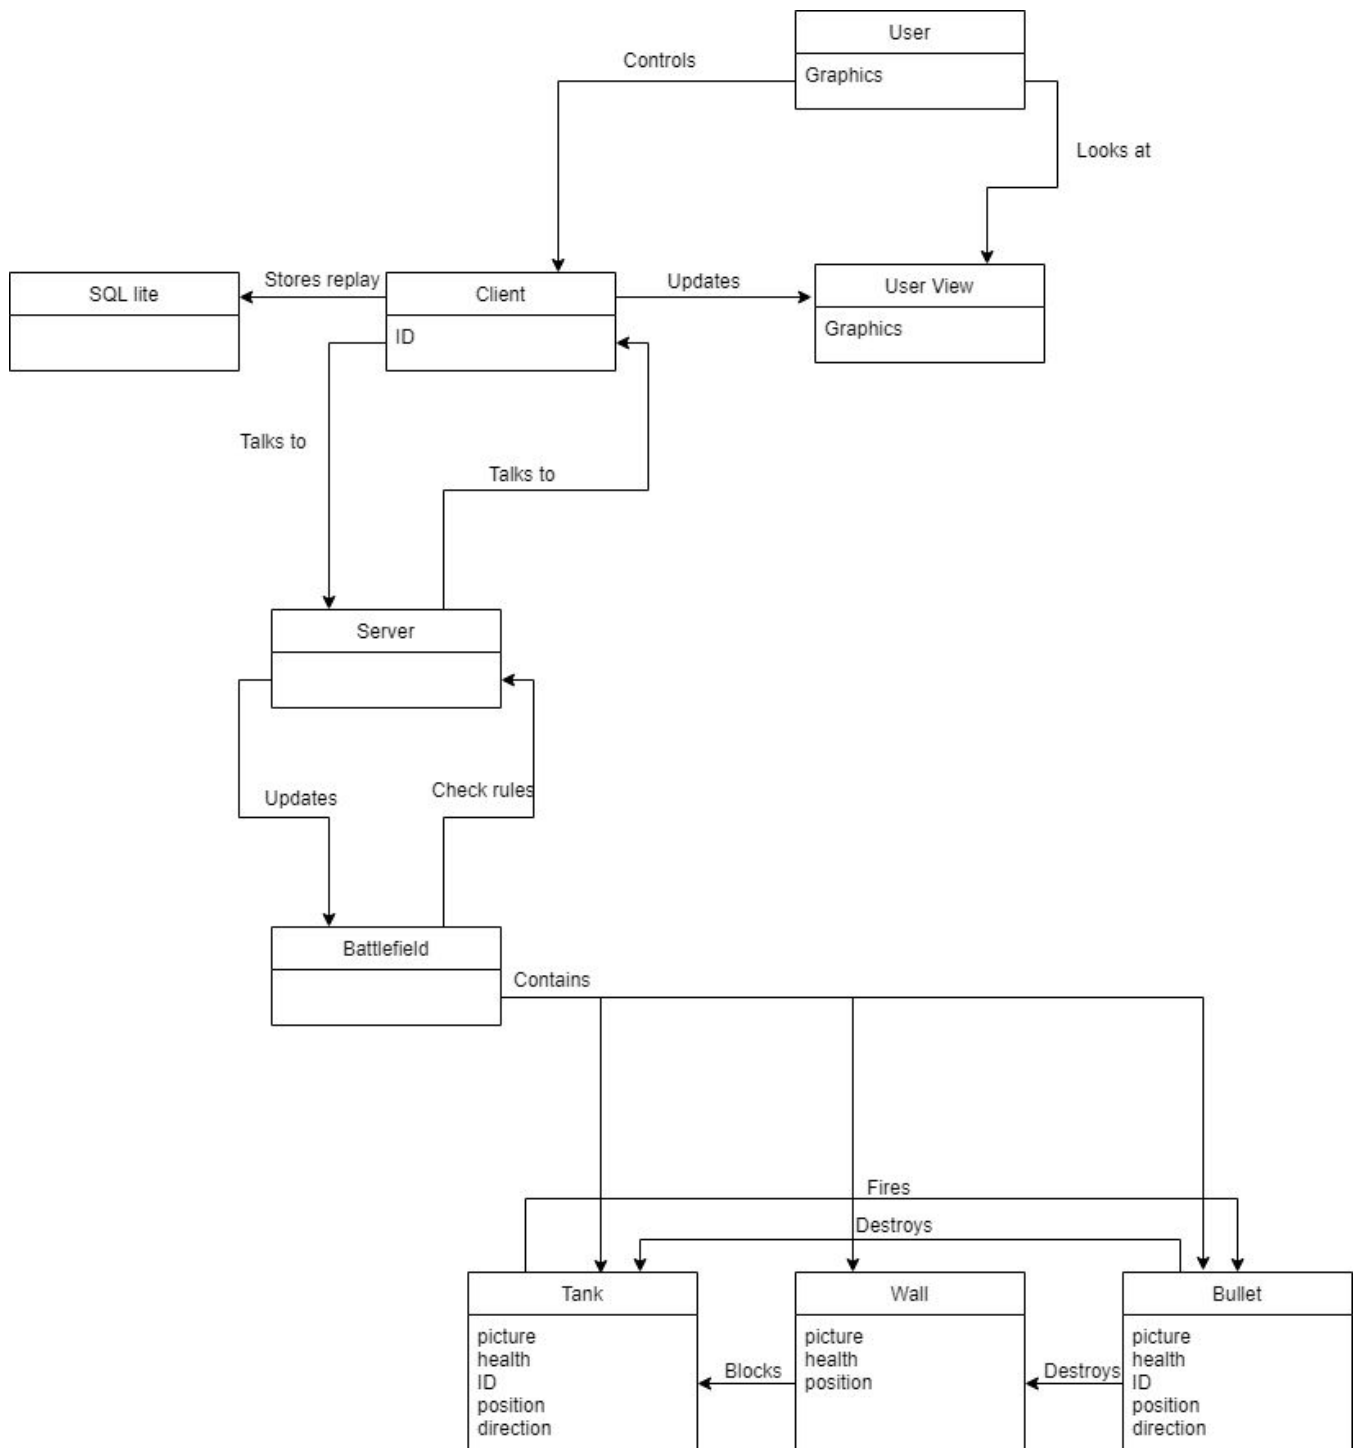 User
Graphics
Controls
Looks at
SQL lite
Stores replay
Client
ID
Updates
User View
Graphics
Talks to
Talks to
Server
Updates
Check rules
Battlefield
Contains
Fires
Destroys
Tank
picture
health
ID
position
direction
Blocks
Wall
picture
health
position
Destroys
Bullet
picture
health
ID
position
direction